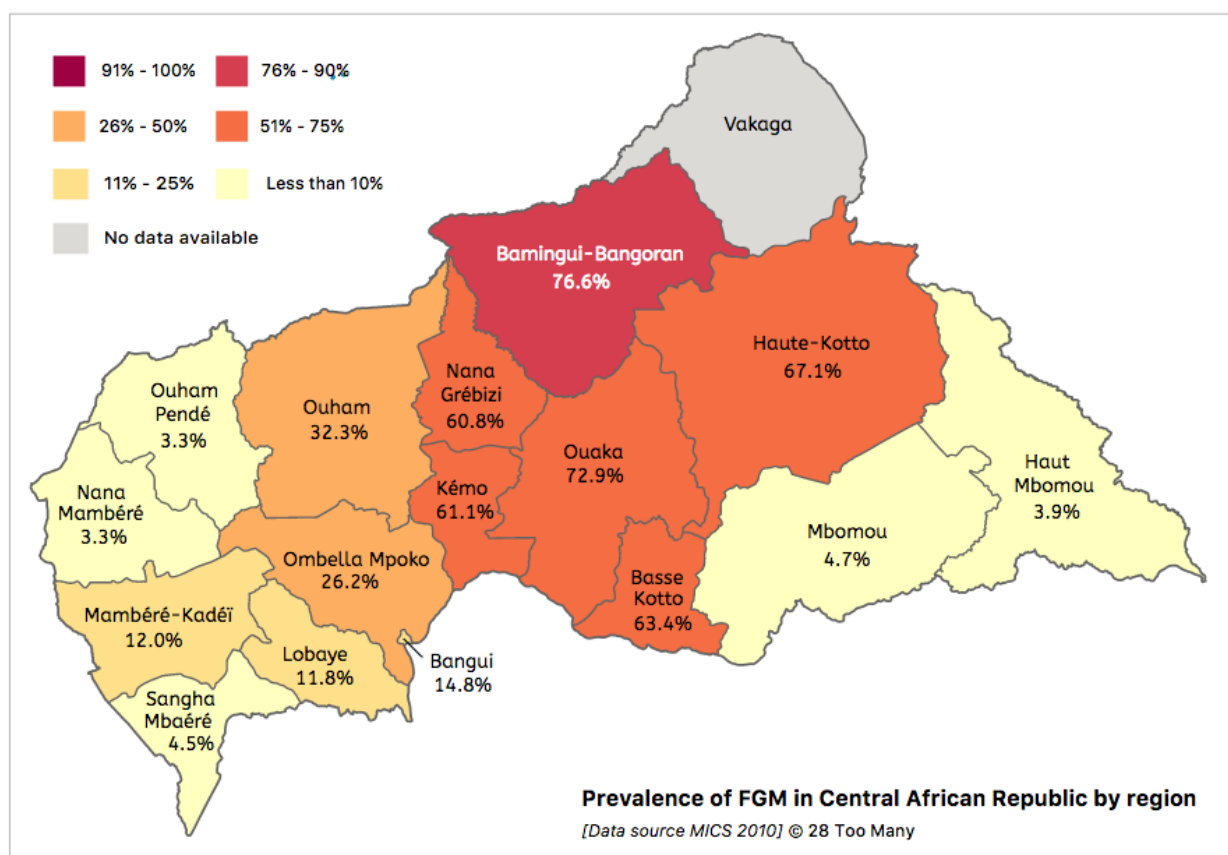 91% - 100%
76% - 90%
26% - 50%
51% - 75%
11% - 25%
Less than 10%
No data available
Vakaga
Bamingui-Bangoran
76.6%
Haute-Kotto
67.1%
Nana
Grébizi
60.8%
Ouham
Pendé
3.3%
Ouham
32.3%
Ouaka
72.9%
Kémo
61.1%
Haut
Mbomou
3.9%
Nana
Mambéré
3.3%
Mbomou
4.7%
Ombella Mpoko
26.2%
Basse
Kotto
63.4%
Mambéré-Kadéï
12.0%
Lobaye
11.8%
Bangui
14.8%
Sangha
Mbaéré
4.5%
Prevalence of FGM in Central African Republic by region
[Data source MICS 2010] © 28 Too Many